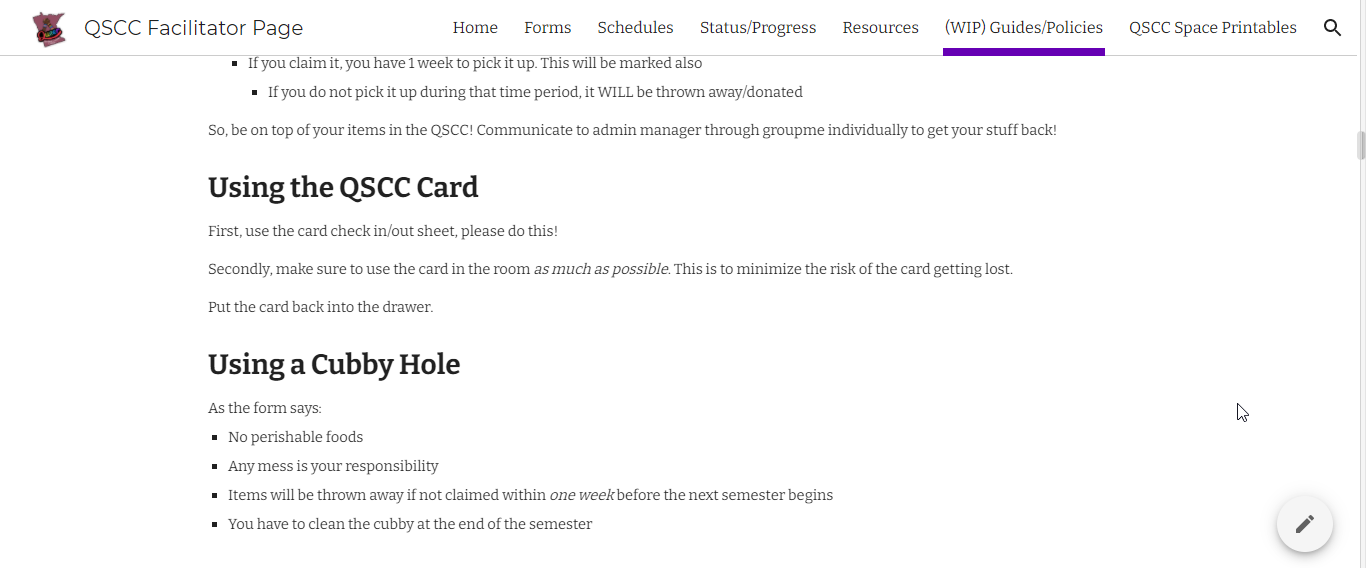 QSCC Facilitator Page
Home Forms Schedules Status/Progress Resources (WIP) Guides/Policies QSCC Space Printables
If you claim it, you have 1 week to pick it up. This will be marked also
If you do not pick it up during that time period, it WILL be thrown away/donated
So, be on top of your items in the QSCC! Communicate to admin manager through groupme individually to get your stuff back!
Using the QSCC Card
First, use the card check in/out sheet, please do this!
Secondly, make sure to use the card in the room as much as possible. This is to minimize the risk of the card getting lost.
Put the card back into the drawer.
Using a Cubby Hole
As the form says:
No perishable foods
Any mess is your responsibility
Items will be thrown away if not claimed within one week before the next semester begins
You have to clean the cubby at the end of the semester